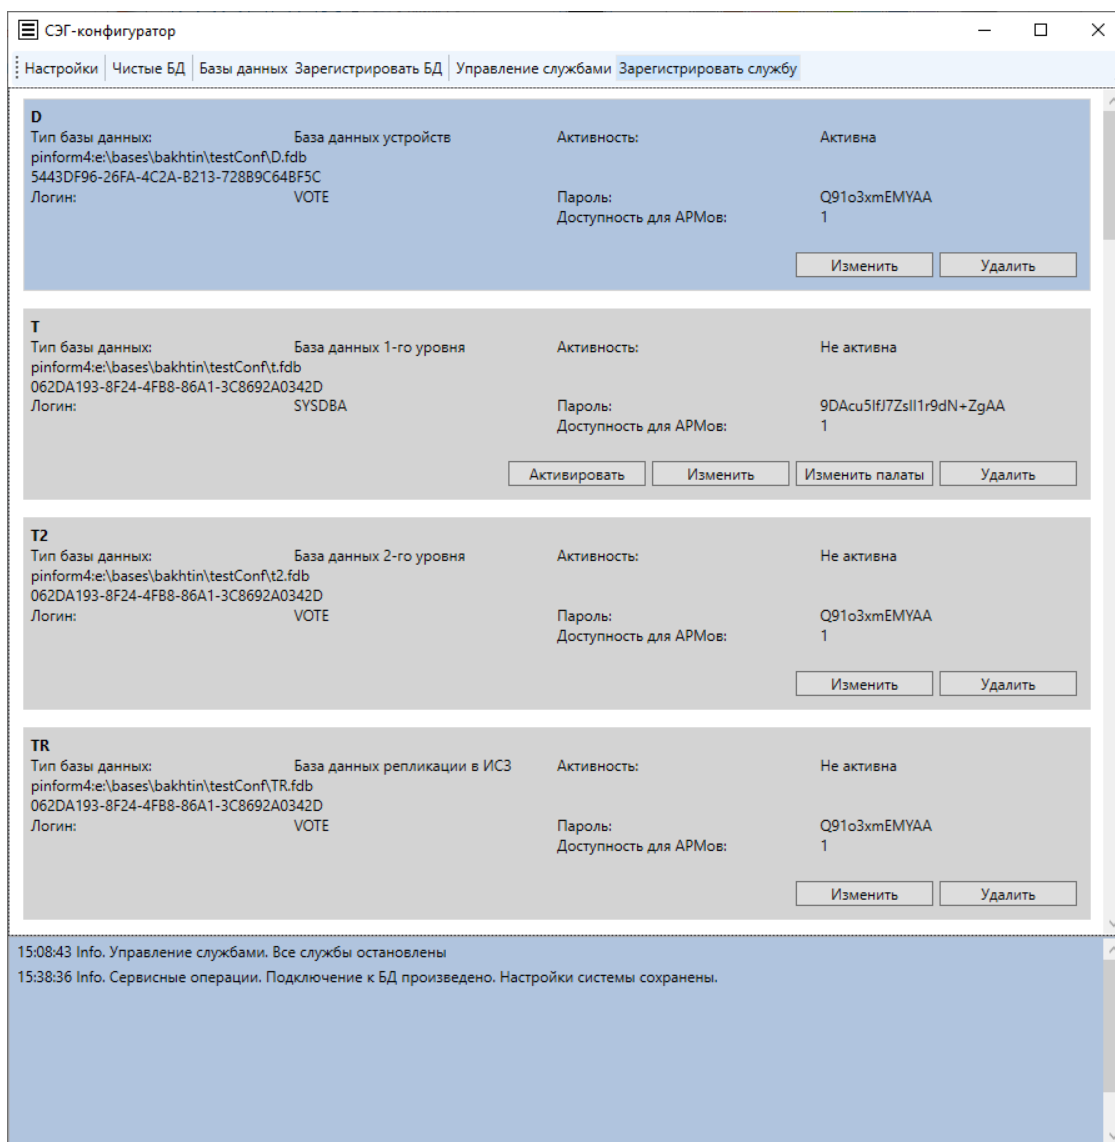 СЭГ-конфигуратор
Настройки Чистые БД Базы данных Зарегистрировать БД Управление службами Зарегистрировать службу
D
Тип базы данных: База данных устройств Активность: Активна
pinform4:e:\bases\bakhtin\testConf\D.fdb
5443DF96-26FA-4C2A-B213-728B9C64BF5C
Логин: VOTE Пароль: Q91o3xmEMYAA
Доступность для АРМов: 1
Изменить Удалить
T
Тип базы данных: База данных 1-го уровня Активность: Не активна
pinform4:e:\bases\bakhtin\testConf\t.fdb
062DA193-8F24-4FB8-86A1-3C8692A0342D
Логин: SYSDBA Пароль: 9DAcu5IfJ7ZsII1r9dN+ZgAA
Доступность для АРМов: 1
Активировать Изменить Изменить палаты Удалить
T2
Тип базы данных: База данных 2-го уровня Активность: Не активна
pinform4:e:\bases\bakhtin\testConf\t2.fdb
062DA193-8F24-4FB8-86A1-3C8692A0342D
Логин: VOTE Пароль: Q91o3xmEMYAA
Доступность для АРМов: 1
Изменить Удалить
TR
Тип базы данных: База данных репликации в ИСЗ Активность: Не активна
pinform4:e:\bases\bakhtin\testConf\TR.fdb
062DA193-8F24-4FB8-86A1-3C8692A0342D
Логин: VOTE Пароль: Q91o3xmEMYAA
Доступность для АРМов: 1
Изменить Удалить
15:08:43 Info. Управление службами. Все службы остановлены
15:38:36 Info. Сервисные операции. Подключение к БД произведено. Настройки системы сохранены.